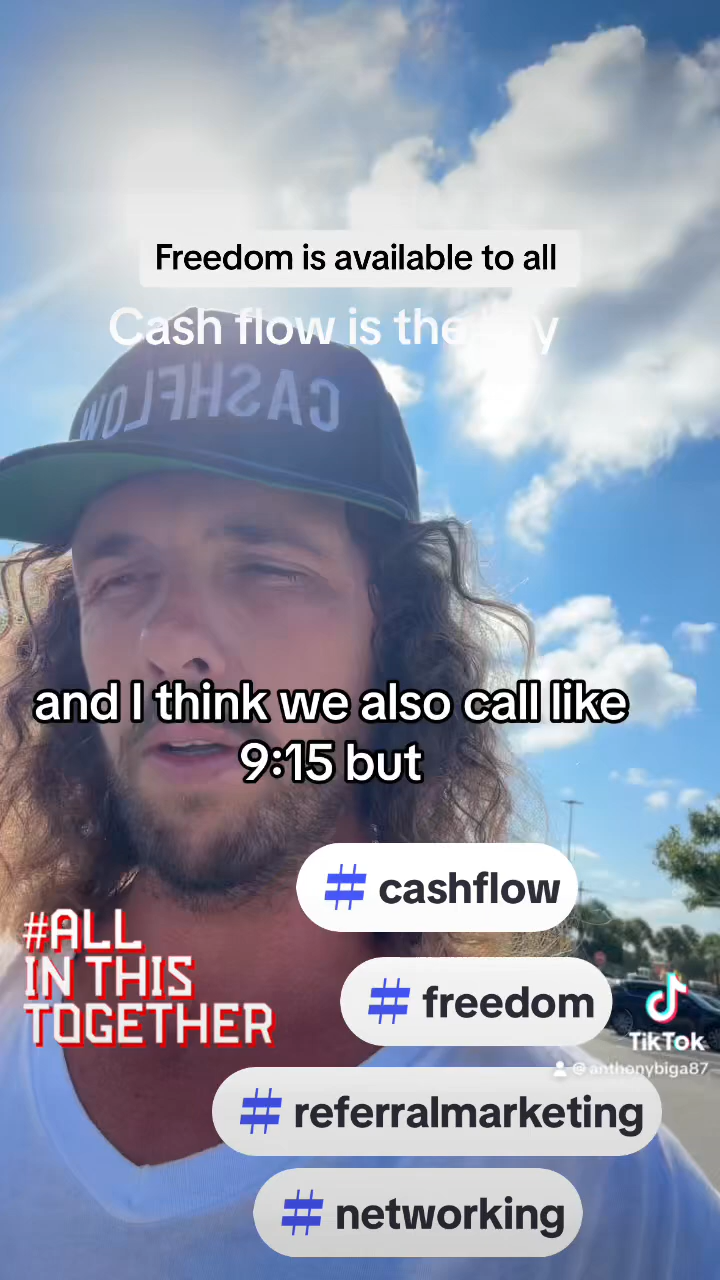 Freedom is available to all
Cash flow is the key
CASHFLOW
and I think we also call like
9:15 but
#cashflow
#ALL
IN THIS
TOGETHER
#freedom
TikTok
@anthonybiga87
#referralmarketing
#networking